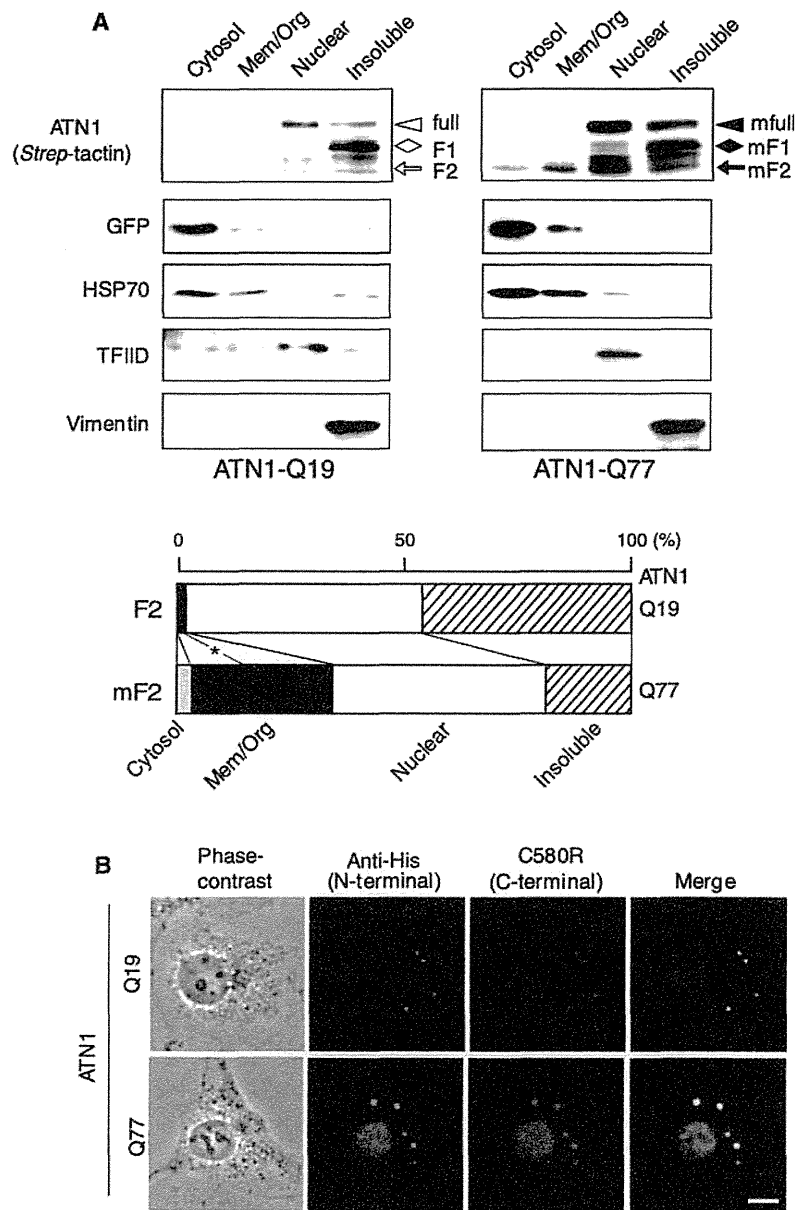 A
Cytosol Mem/Org Nuclear Insoluble Cytosol Mem/Org Nuclear Insoluble
ATN1
(Strep-tactin)
full
F1
F2
mfull
mF1
mF2
GFP
HSP70
TFIID
Vimentin
ATN1-Q19 ATN1-Q77
0 50 100 (%)
ATN1
F2 Q19
*
mF2 Q77
Cytosol Mem/Org Nuclear Insoluble
B
Phase-
contrast
Anti-His
(N-terminal)
C580R
(C-terminal)
Merge
ATN1
Q19
Q77